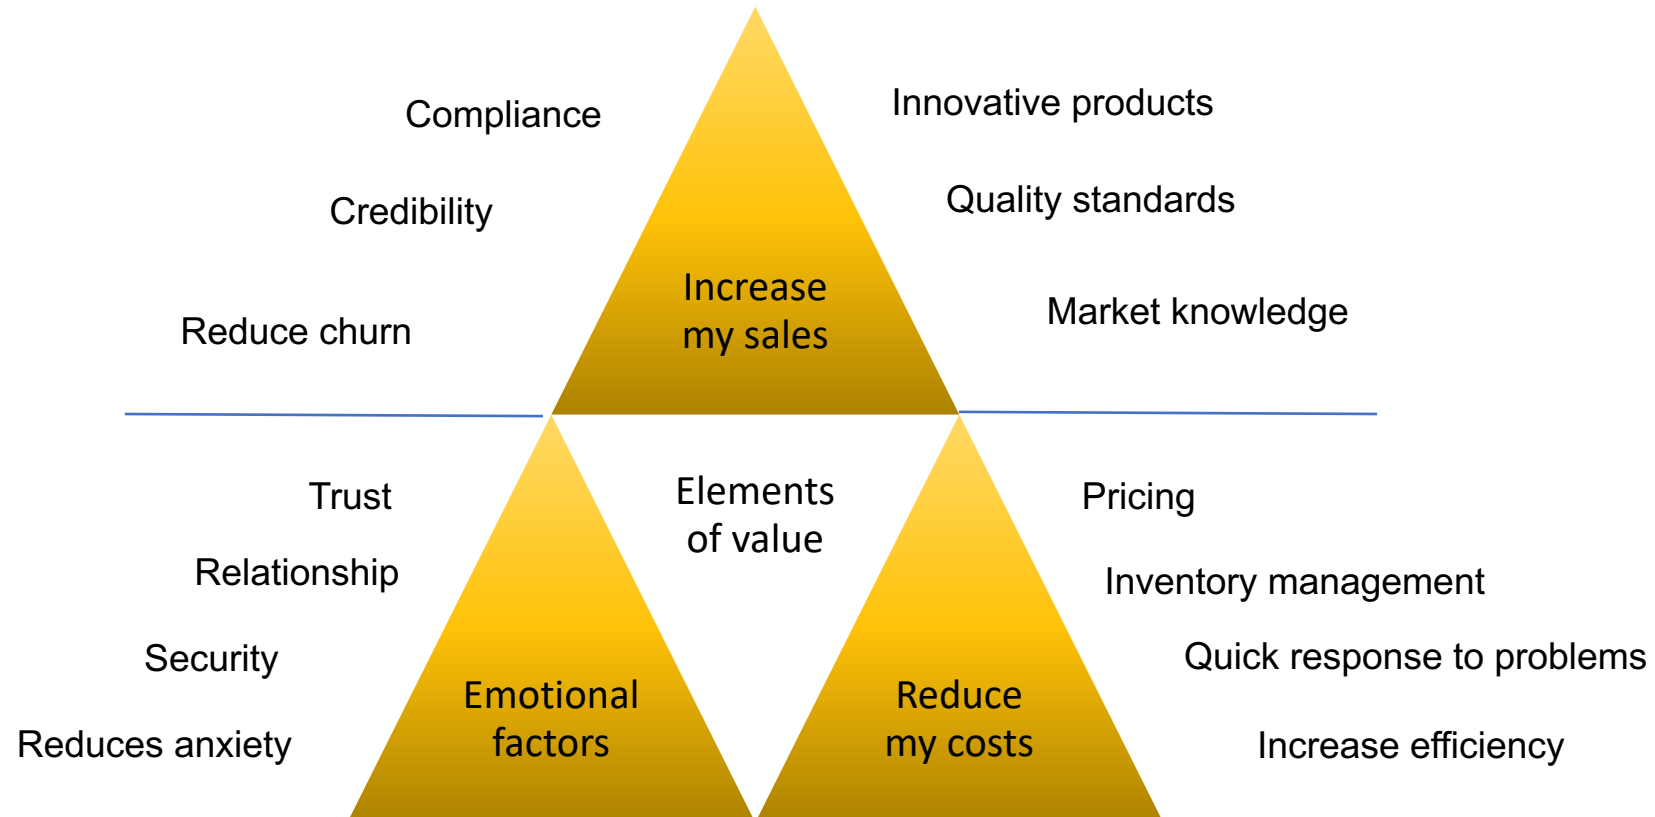 Compliance
Innovative products
Credibility
Quality standards
Increase
my sales
Reduce churn
Market knowledge
Trust
Elements
of value
Pricing
Relationship
Inventory management
Security
Quick response to problems
Emotional
factors
Reduce
my costs
Reduces anxiety
Increase efficiency